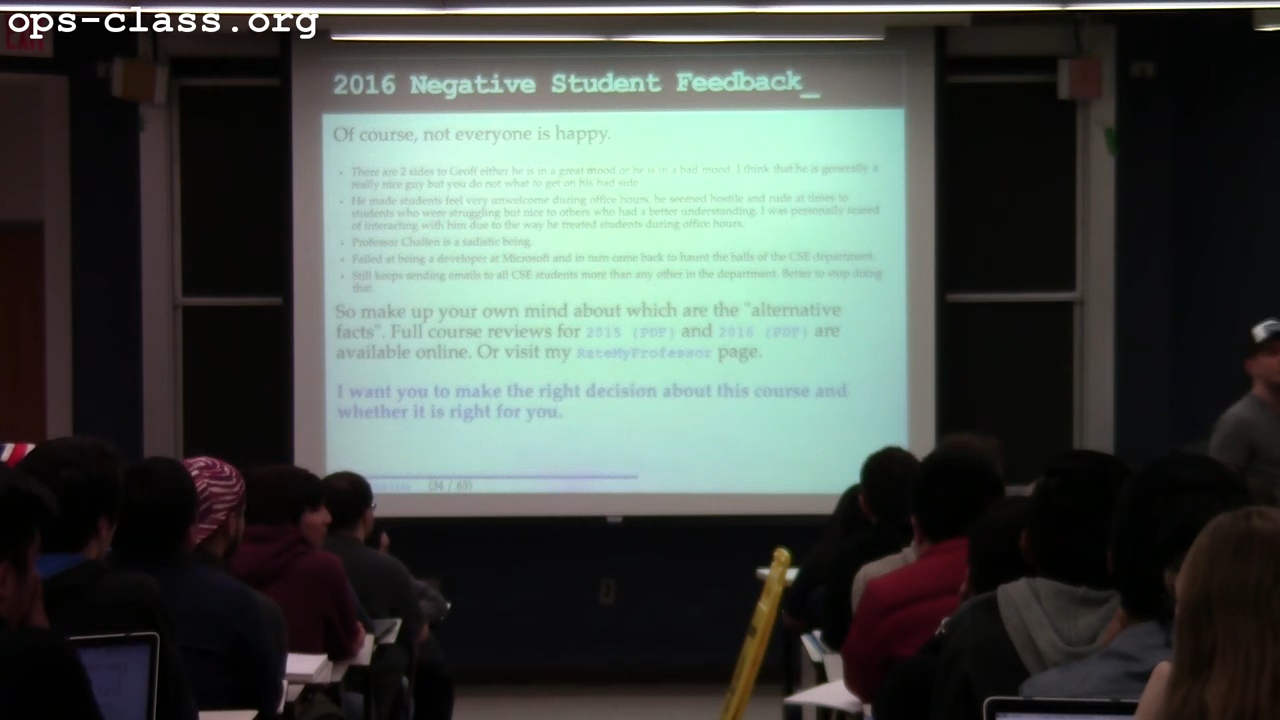 ops-class.org
EXIT
2016 Negative Student Feedback_
Of course, not everyone is happy.
• There are 2 sides to Geoff either he is in a great mood or he is in a bad mood. I think that he is generally a
really nice guy but you do not what to get on his bad side
• He made students feel very unwelcome during office hours, he seemed hostile and rude at times to
students who were struggling but nice to others who had a better understanding. I was personally scared
of interacting with him due to the way he treated students during office hours.
• Professor Challen is a sadistic being.
• Failed at being a developer at Microsoft and in turn came back to haunt the halls of the CSE department.
• Still keeps sending emails to all CSE students more than any other in the department. Better to stop doing
that.
So make up your own mind about which are the "alternative
facts". Full course reviews for 2015 (PDF) and 2016 (PDF) are
available online. Or visit my RateMyProfessor page.
I want you to make the right decision about this course and
whether it is right for you.
(34 / 63)